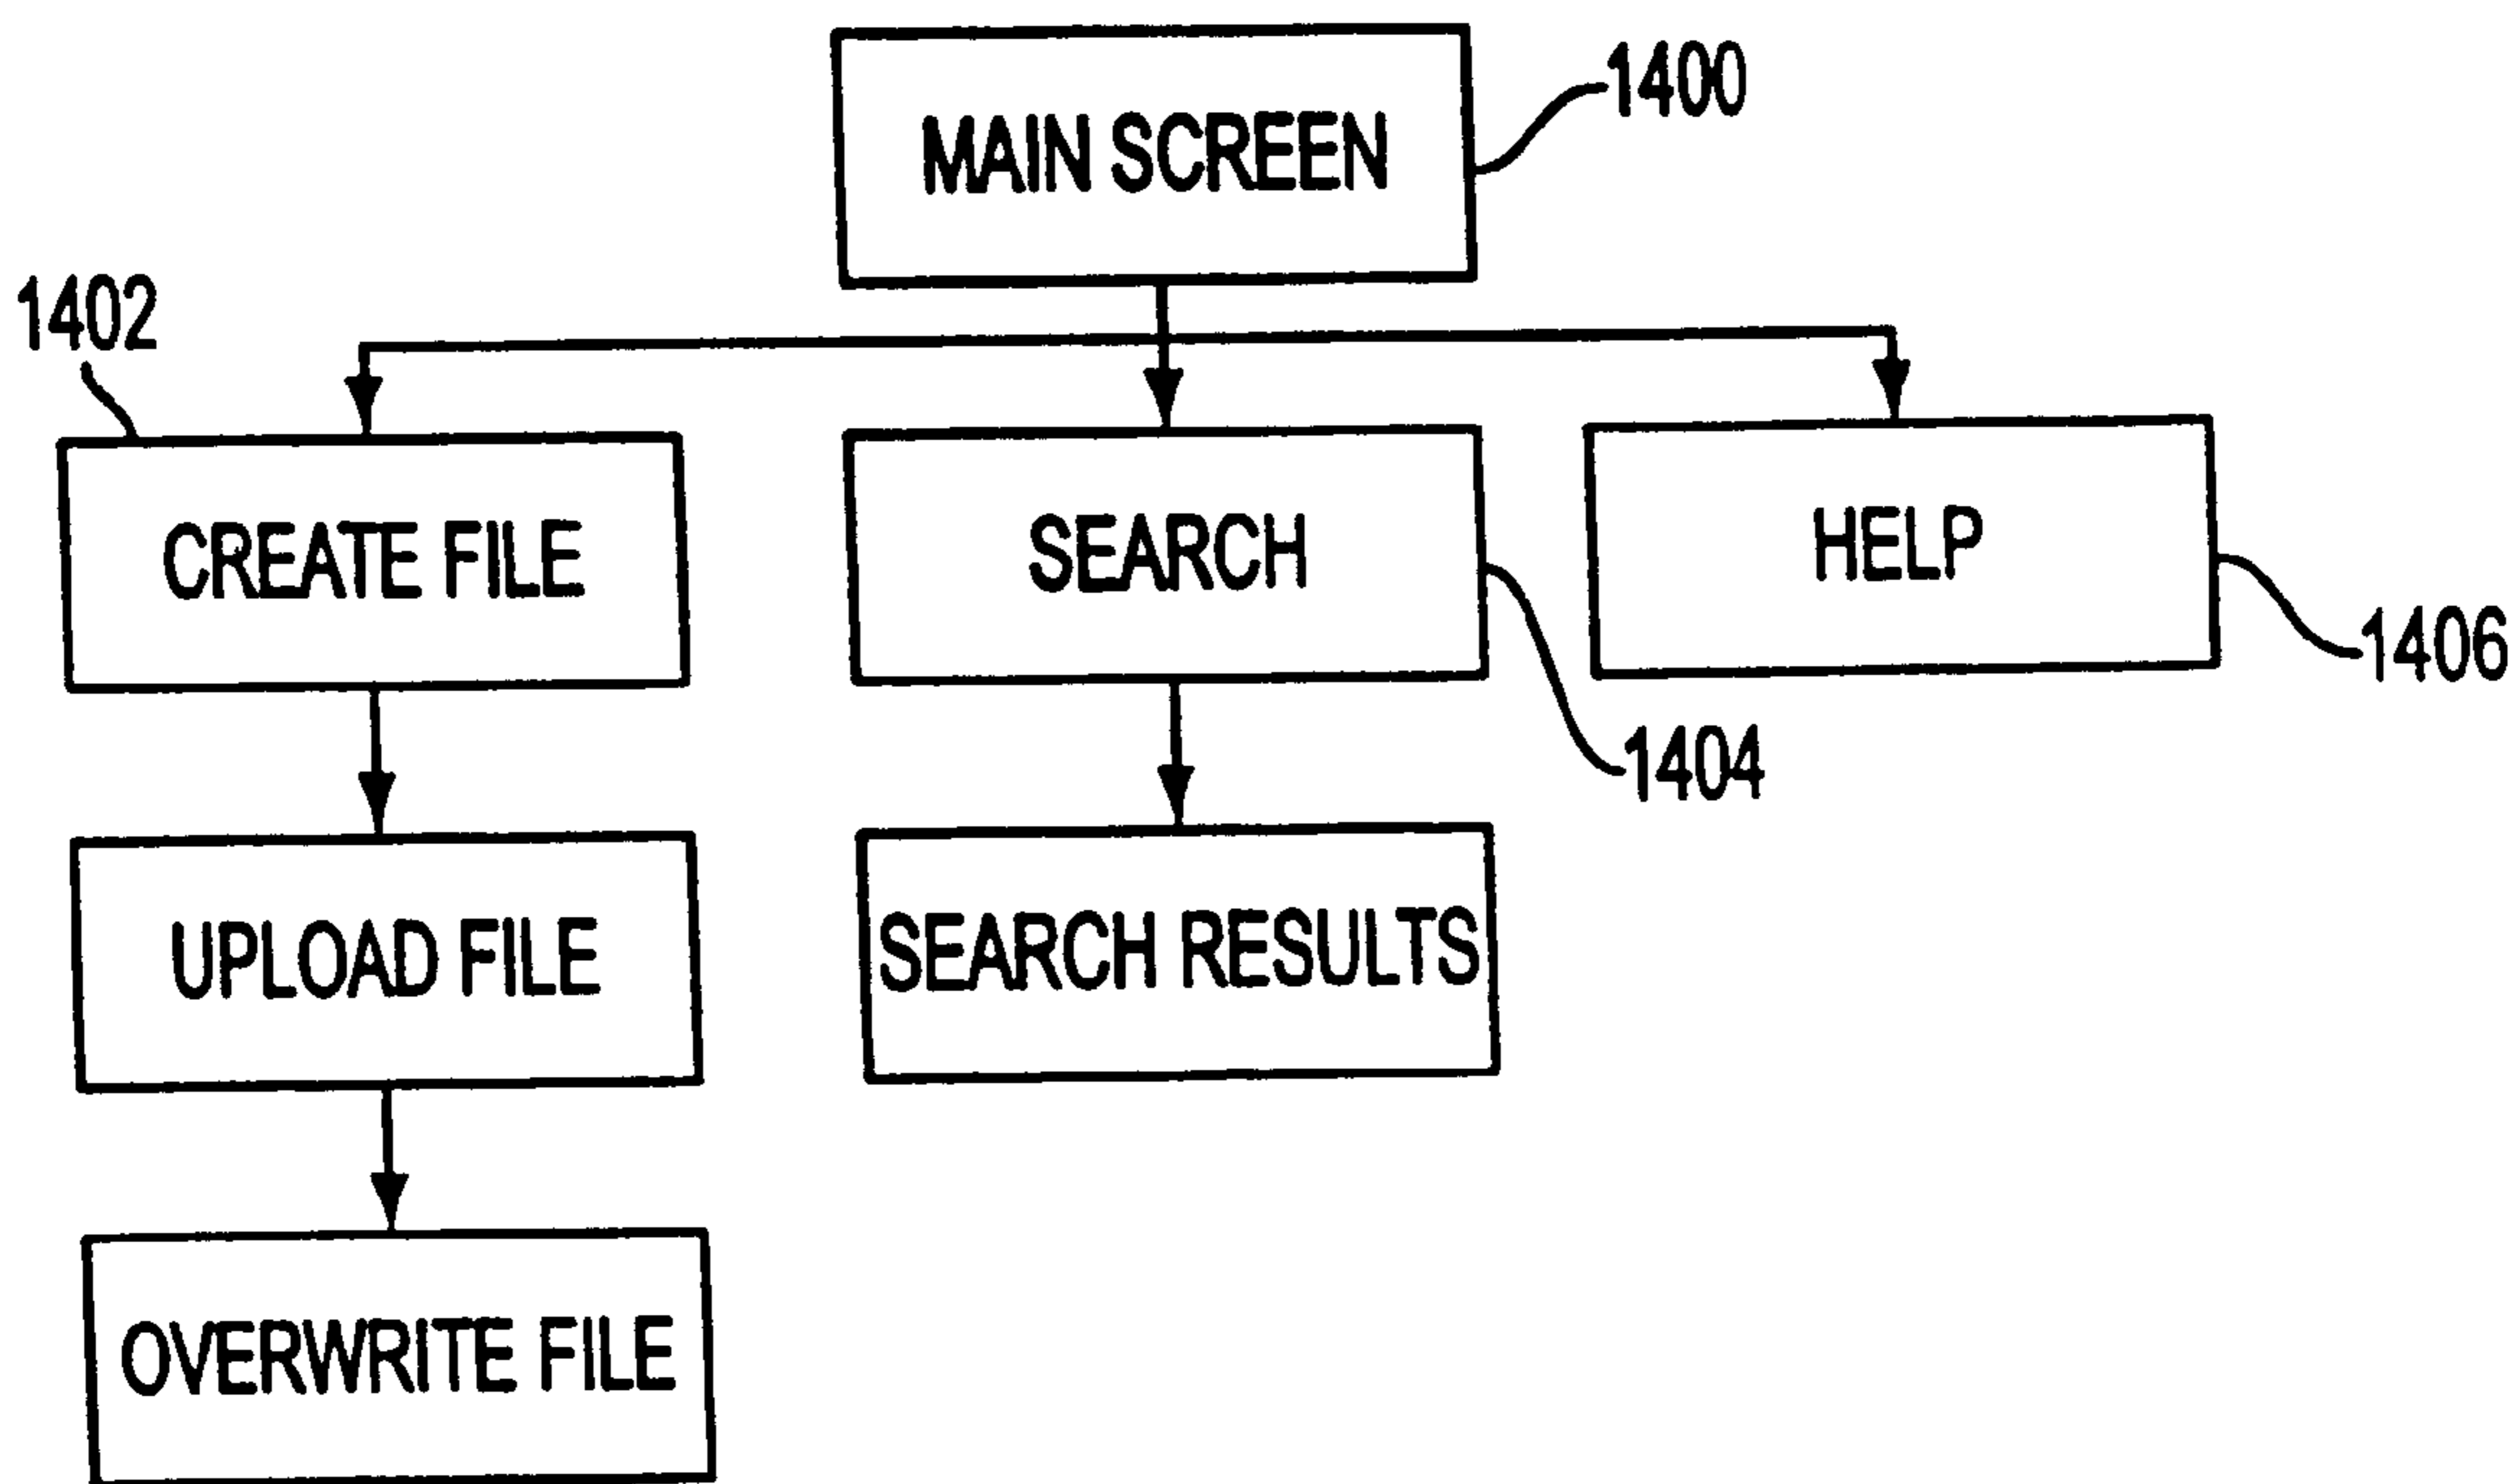 MAIN SCREEN
1400
1402
CREATE FILE
SEARCH
HELP
1406
1404
UPLOAD FILE
SEARCH RESULTS
OVERWRITE FILE